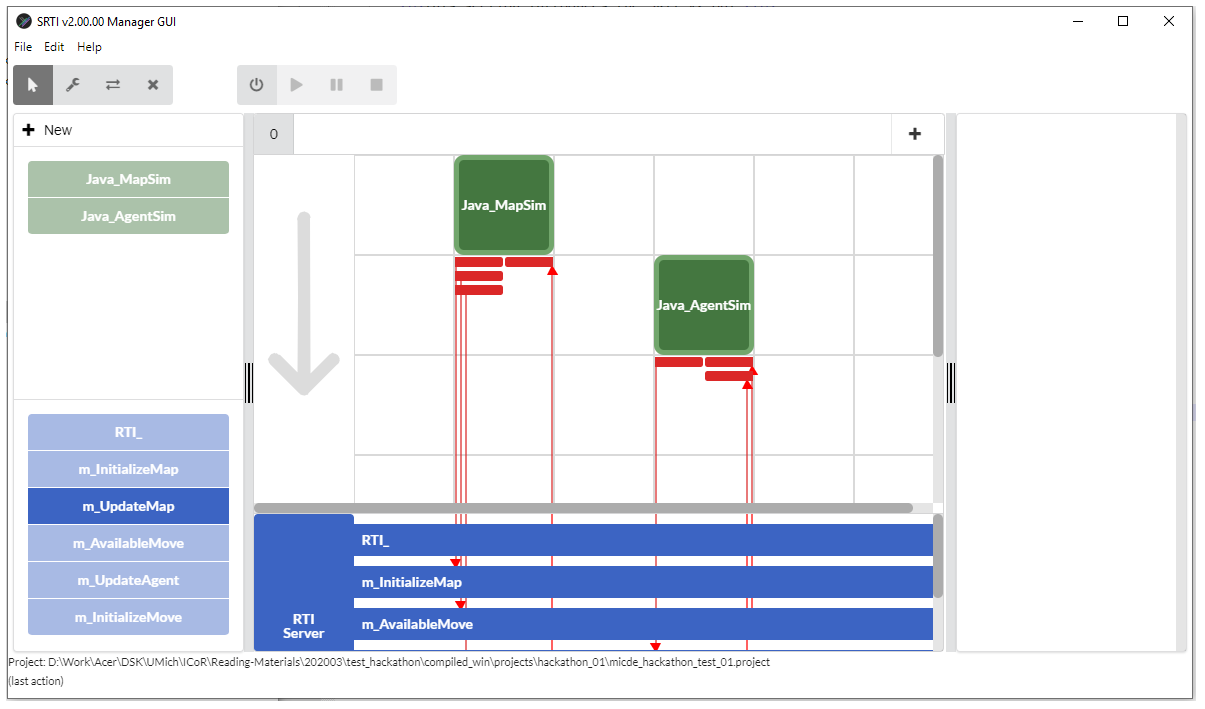 SRTI v2.00.00 Manager GUI
File Edit Help
New
0
Java_MapSim
Java_AgentSim
Java_MapSim
Java_AgentSim
RTI_
m_InitializeMap
m_UpdateMap
m_AvailableMove
m_UpdateAgent
m_InitializeMove
RTI_
m_InitializeMap
m_AvailableMove
RTI
Server
Project: D:\Work\Acer\DSK\UMich\ICoR\Reading-Materials\202003\test_hackathon\compiled_win\projects\hackathon_01\micde_hackathon_test_01.project
(last action)